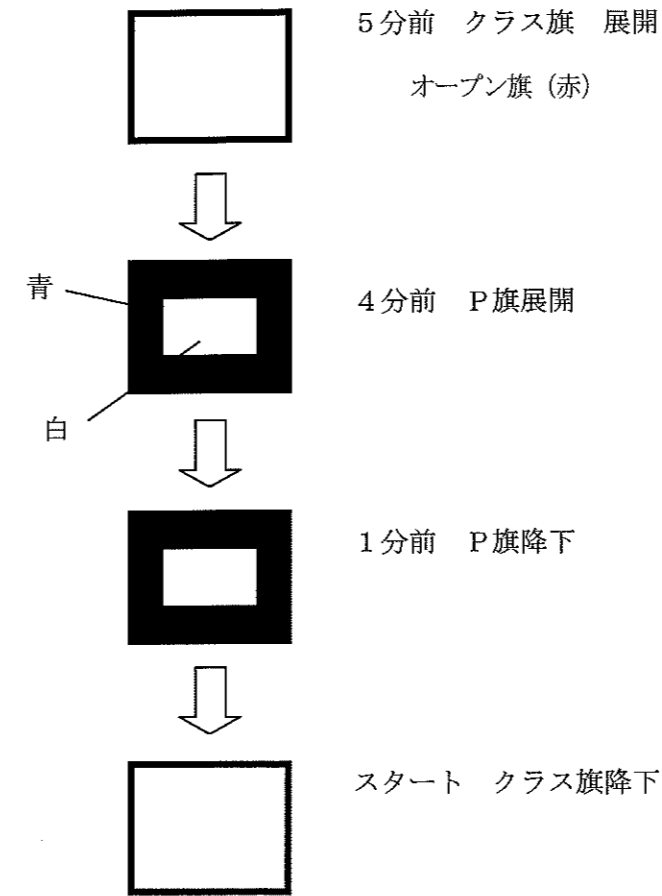 ５分前　クラス旗　展開
オープン旗（赤）
青
４分前　Ｐ旗展開
白
１分前　Ｐ旗降下
スタート　クラス旗降下